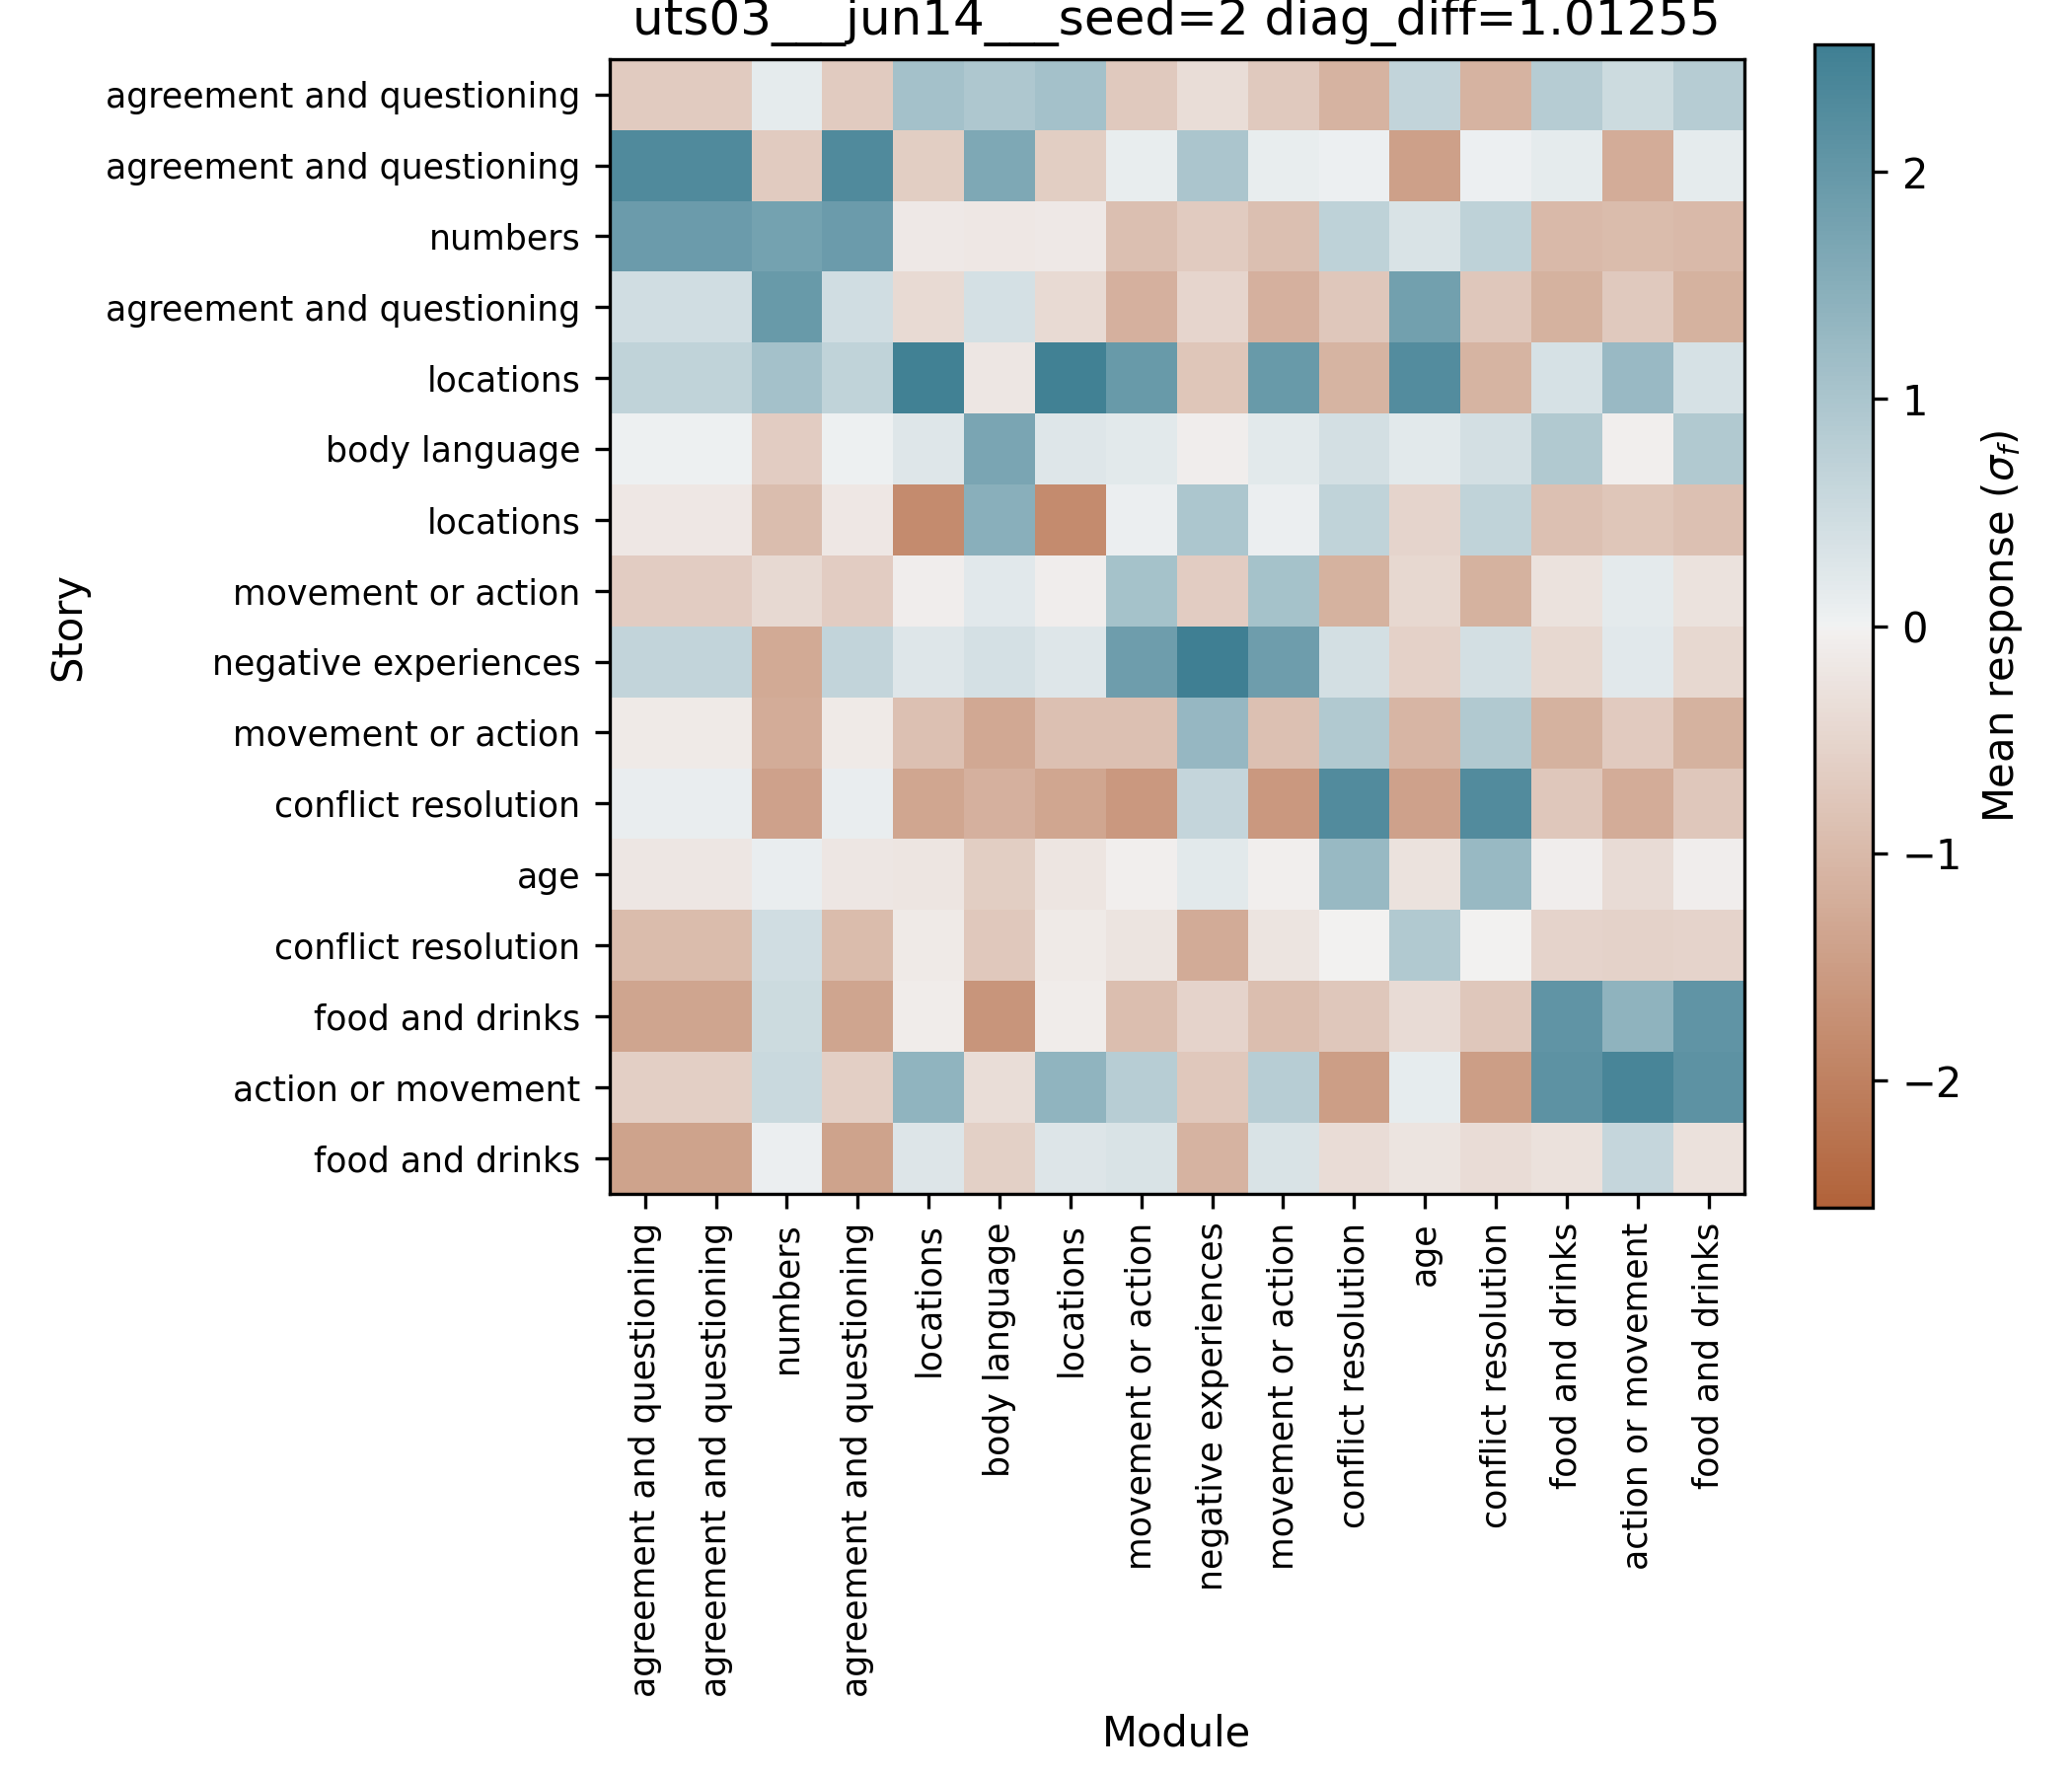 uts03___jun14___seed=2 diag_diff=1.01255
agreement and questioning
agreement and questioning
numbers
agreement and questioning
locations
body language
locations
movement or action
negative experiences
movement or action
conflict resolution
age
conflict resolution
food and drinks
action or movement
food and drinks
Story
agreement and questioning
agreement and questioning
numbers
agreement and questioning
locations
body language
locations
movement or action
negative experiences
movement or action
conflict resolution
age
conflict resolution
food and drinks
action or movement
food and drinks
Module
2
1
0
−1
−2
Mean response (σf)